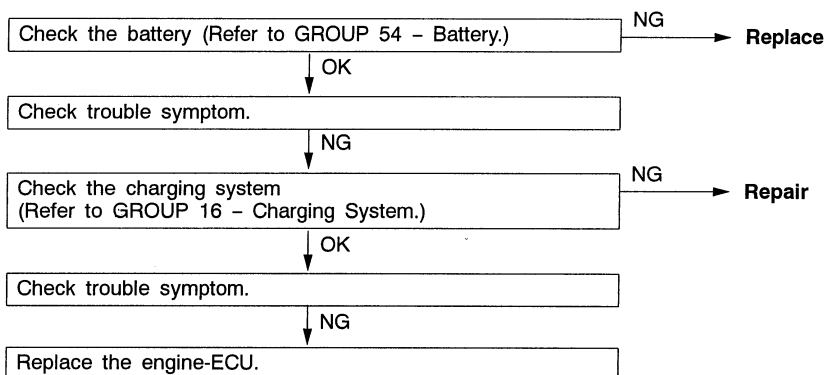 Check the battery (Refer to GROUP 54 – Battery.)
NG
Replace
OK
Check trouble symptom.
NG
Check the charging system
(Refer to GROUP 16 – Charging System.)
NG
Repair
OK
Check trouble symptom.
NG
Replace the engine-ECU.